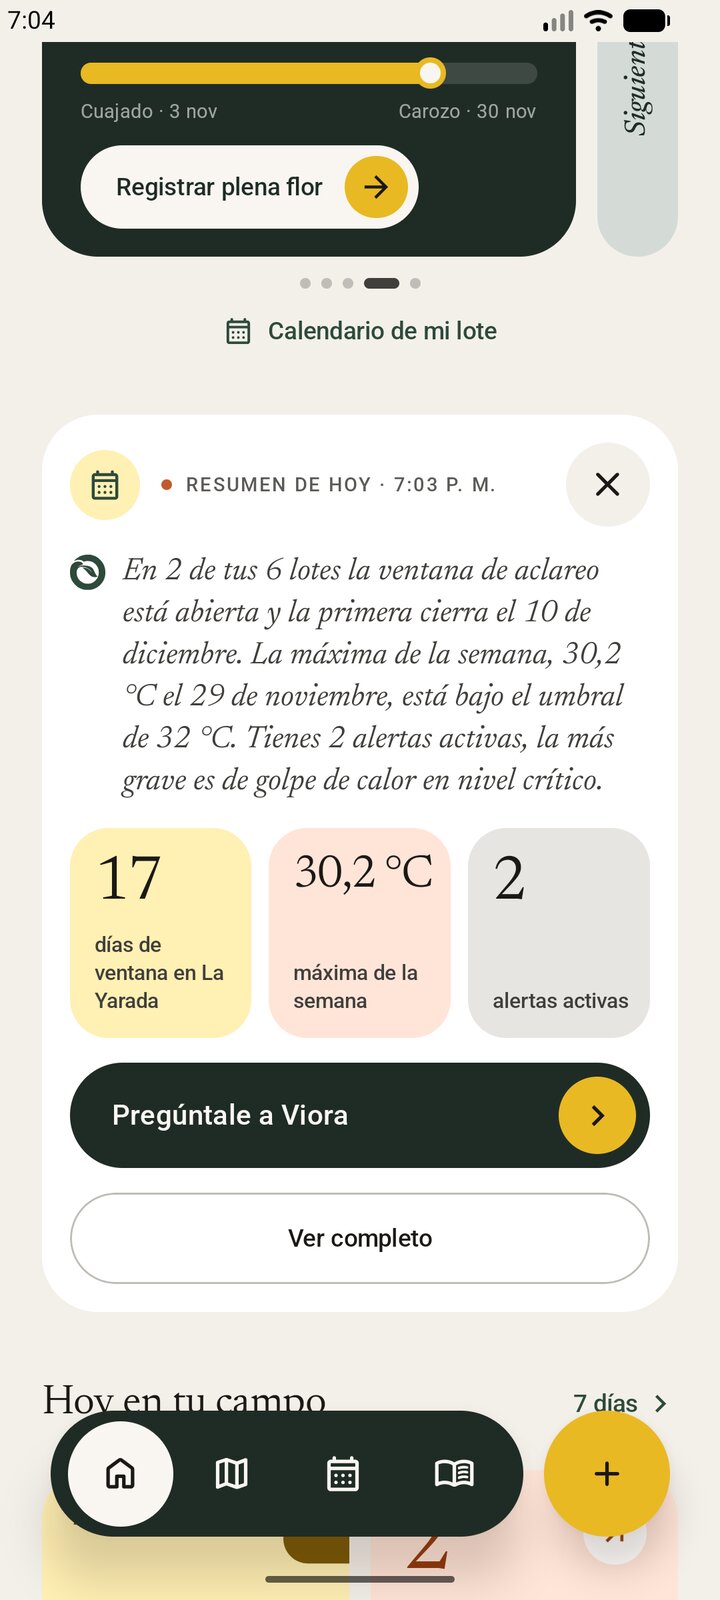 7:04
Cuajado · 3 nov
Carozo · 30 nov
Siguient
Registrar plena flor
Calendario de mi lote
RESUMEN DE HOY · 7:03 P. M.
En 2 de tus 6 lotes la ventana de aclareo
está abierta y la primera cierra el 10 de
diciembre. La máxima de la semana, 30,2
°C el 29 de noviembre, está bajo el umbral
de 32 °C. Tienes 2 alertas activas, la más
grave es de golpe de calor en nivel crítico.
17
días de
ventana en La
Yarada
30,2 °C
máxima de la
semana
2
alertas activas
Pregúntale a Viora
Ver completo
Hoy en tu campo
7 días
2